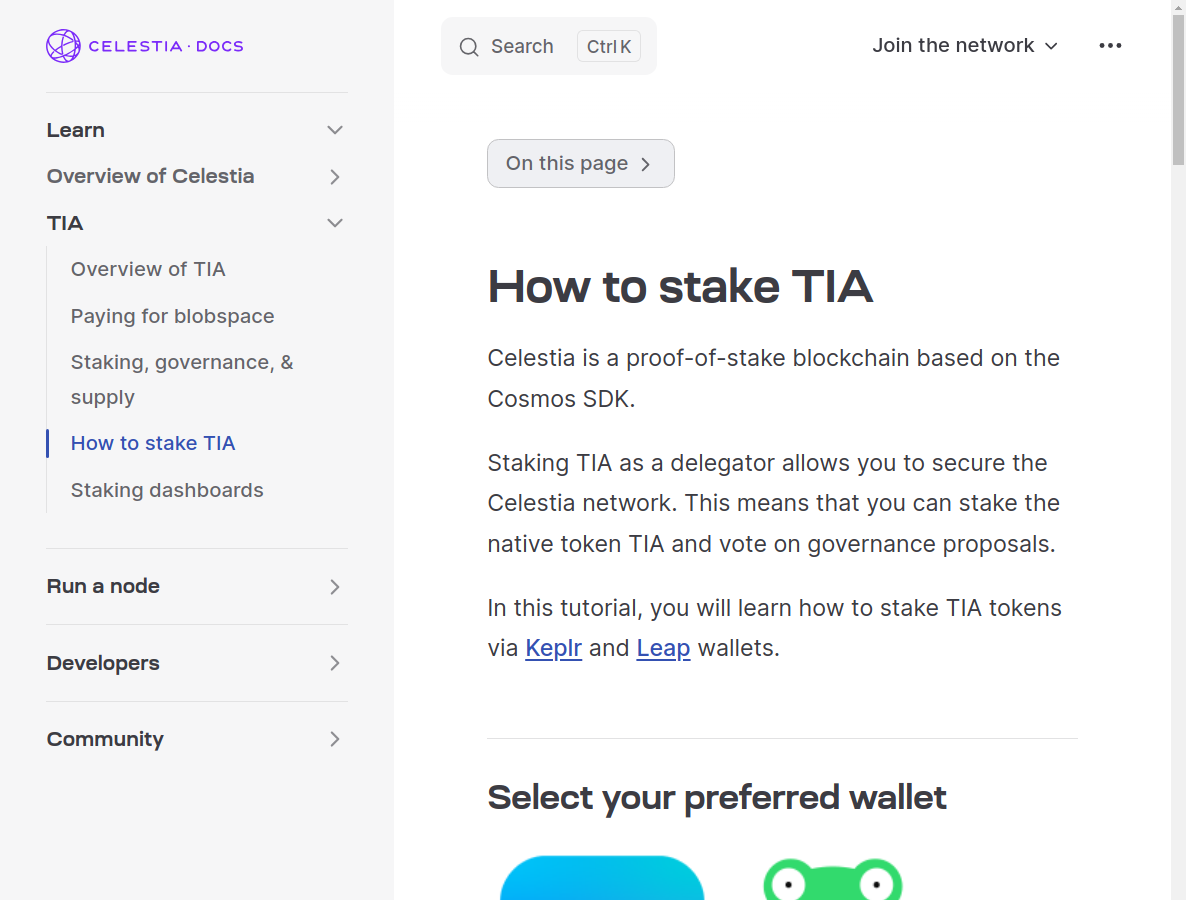 CELESTIA · DOCS
Learn
Overview of Celestia
TIA
Overview of TIA
Paying for blobspace
Staking, governance, &
supply
How to stake TIA
Staking dashboards
Run a node
Developers
Community
Search Ctrl K
Join the network
On this page
How to stake TIA
Celestia is a proof-of-stake blockchain based on the
Cosmos SDK.
Staking TIA as a delegator allows you to secure the
Celestia network. This means that you can stake the
native token TIA and vote on governance proposals.
In this tutorial, you will learn how to stake TIA tokens
via Keplr and Leap wallets.
Select your preferred wallet